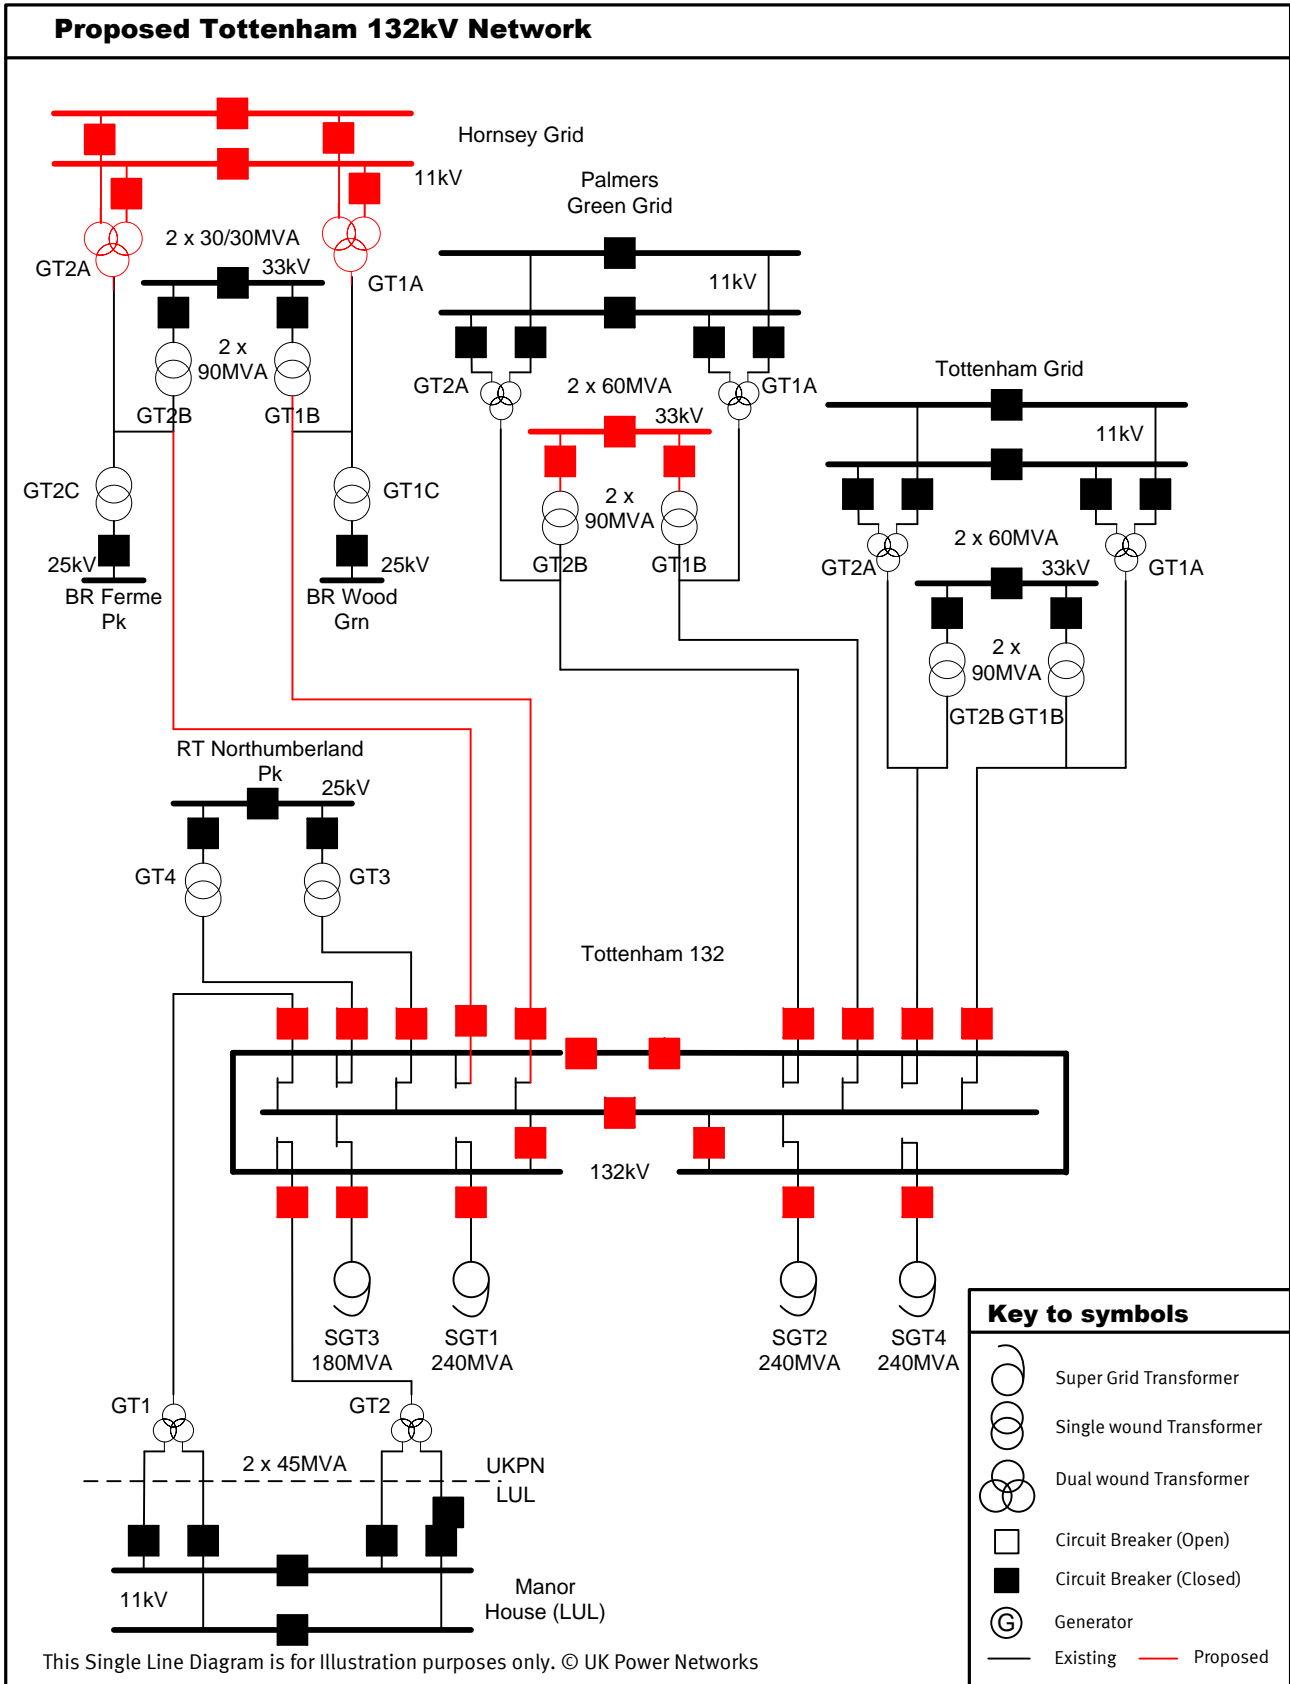 Proposed Tottenham 132kV Network
Hornsey Grid
11kV
2 x 30/30MVA
GT2A
GT1A
33kV
2 x
90MVA
GT2B
GT1B
GT2C
GT1C
25kV
25kV
BR Ferme
Pk
BR Wood
Grn
Palmers
Green Grid
11kV
GT2A
GT1A
2 x 60MVA
33kV
2 x
90MVA
GT2B
GT1B
Tottenham Grid
11kV
2 x 60MVA
GT2A
GT1A
33kV
2 x
90MVA
GT2B GT1B
RT Northumberland
Pk
25kV
GT4
GT3
Tottenham 132
132kV
SGT3
180MVA
SGT1
240MVA
SGT2
240MVA
SGT4
240MVA
GT1
GT2
2 x 45MVA
UKPN
LUL
11kV
Manor
House (LUL)
Key to symbols
Super Grid Transformer
Single wound Transformer
Dual wound Transformer
Circuit Breaker (Open)
Circuit Breaker (Closed)
G
Generator
Existing
Proposed
This Single Line Diagram is for Illustration purposes only. © UK Power Networks